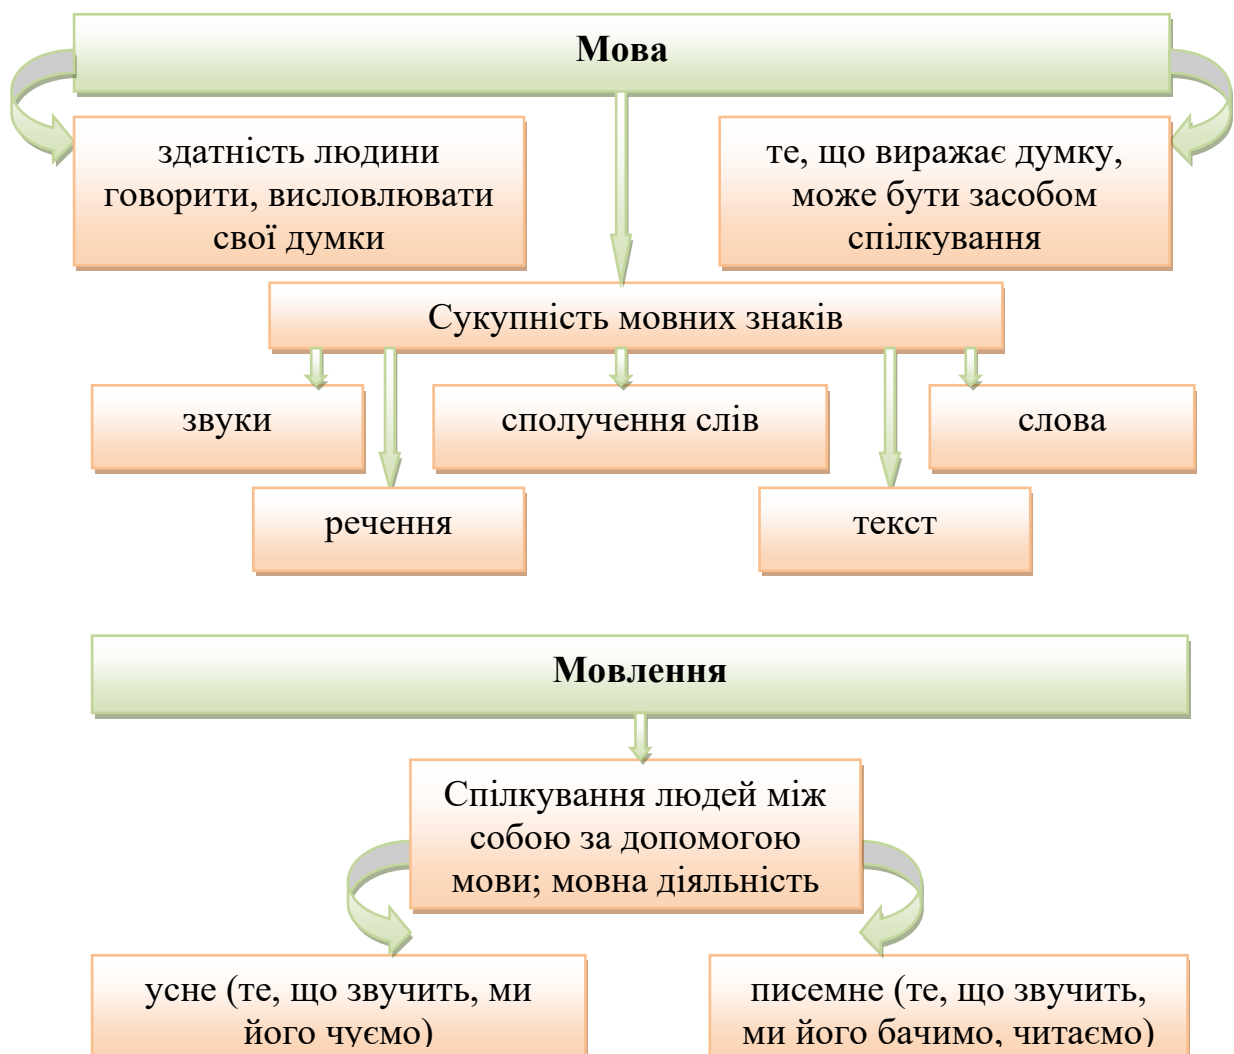 Мова
здатність людини
говорити, висловлювати
свої думки
те, що виражає думку,
може бути засобом
спілкування
Сукупність мовних знаків
звуки
сполучення слів
слова
речення
текст
Мовлення
Спілкування людей між
собою за допомогою
мови; мовна діяльність
усне (те, що звучить, ми
його чуємо)
писемне (те, що звучить,
ми його бачимо, читаємо)